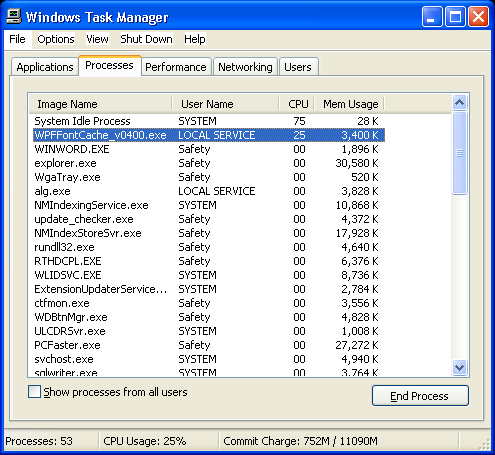 Windows Task Manager
File Options View Shut Down Help
Applications Processes Performance Networking Users
Image Name User Name CPU Mem Usage
System Idle Process SYSTEM 75 28 K
WPFFontCache_v0400.exe LOCAL SERVICE 25 3,400 K
WINWORD.EXE Safety 00 1,896 K
explorer.exe Safety 00 30,580 K
WgaTray.exe Safety 00 520 K
alg.exe LOCAL SERVICE 00 3,828 K
NMIndexingService.exe SYSTEM 00 10,868 K
update_checker.exe Safety 00 4,372 K
NMIndexStoreSvr.exe Safety 00 17,928 K
rundll32.exe Safety 00 4,640 K
RTHDCPL.EXE Safety 00 6,376 K
WLIDSVC.EXE SYSTEM 00 8,736 K
ExtensionUpdaterService... SYSTEM 00 2,784 K
ctfmon.exe Safety 00 3,556 K
WDBtnMgr.exe Safety 00 4,828 K
ULCDRSvr.exe SYSTEM 00 1,008 K
PCFaster.exe Safety 00 27,272 K
svchost.exe SYSTEM 00 4,940 K
sqlwriter.exe SYSTEM 00 3,764 K
Show processes from all users
End Process
Processes: 53 CPU Usage: 25% Commit Charge: 752M / 11090M